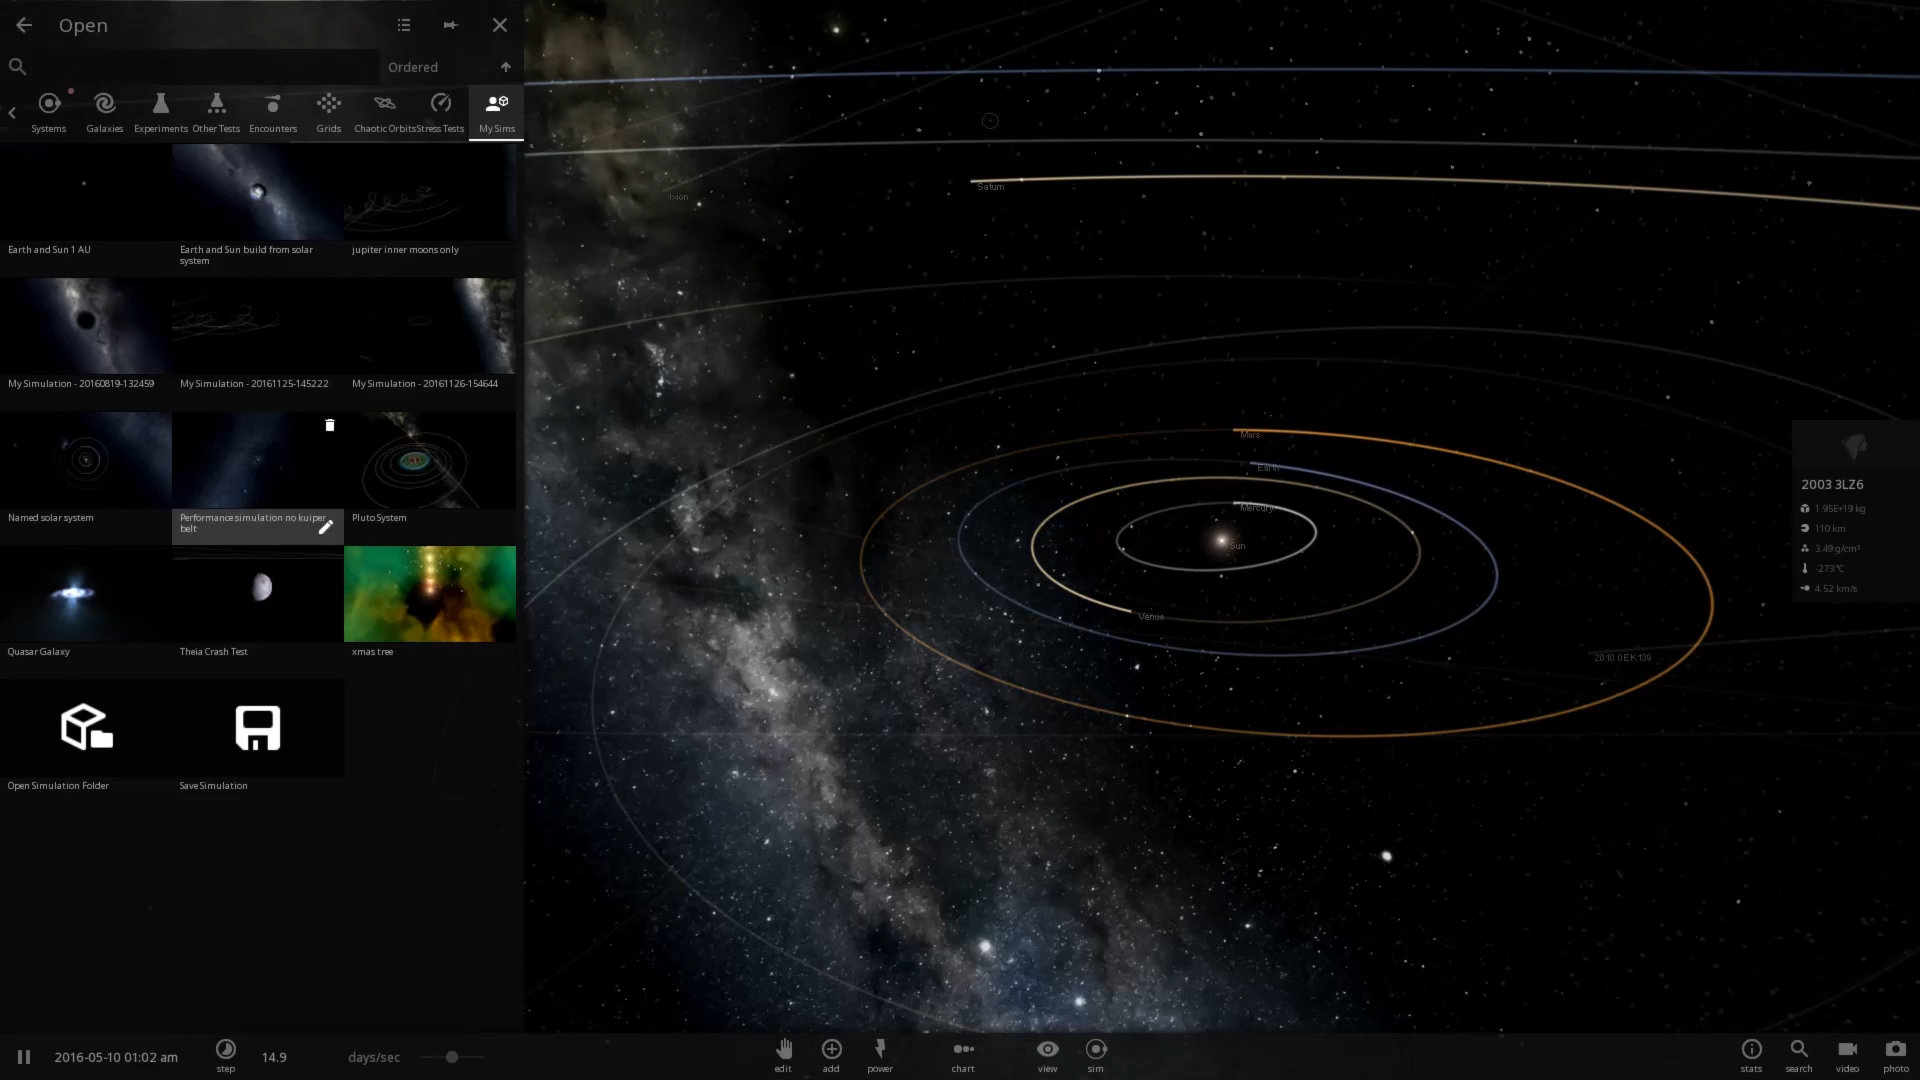 Open
Ordered
Systems
Galaxies
Experiments
Other Tests
Encounters
Grids
Chaotic Orbits
Stress Tests
My Sims
Earth and Sun 1 AU
Earth and Sun build from solar
system
jupiter inner moons only
My Simulation - 20160819-132459
My Simulation - 20161125-145222
My Simulation - 20161126-154644
Named solar system
Performance simulation no kuiper
belt
Pluto System
Quasar Galaxy
Theia Crash Test
xmas tree
Open Simulation Folder
Save Simulation
Ixion
Saturn
Mars
Earth
Mercury
Sun
Venus
2010 0EK139
2003 3LZ6
1.95E+19 kg
110 km
3.49 g/cm³
-273°C
4.52 km/s
2016-05-10 01:02 am
step
14.9
days/sec
edit
add
power
chart
view
sim
stats
search
video
photo